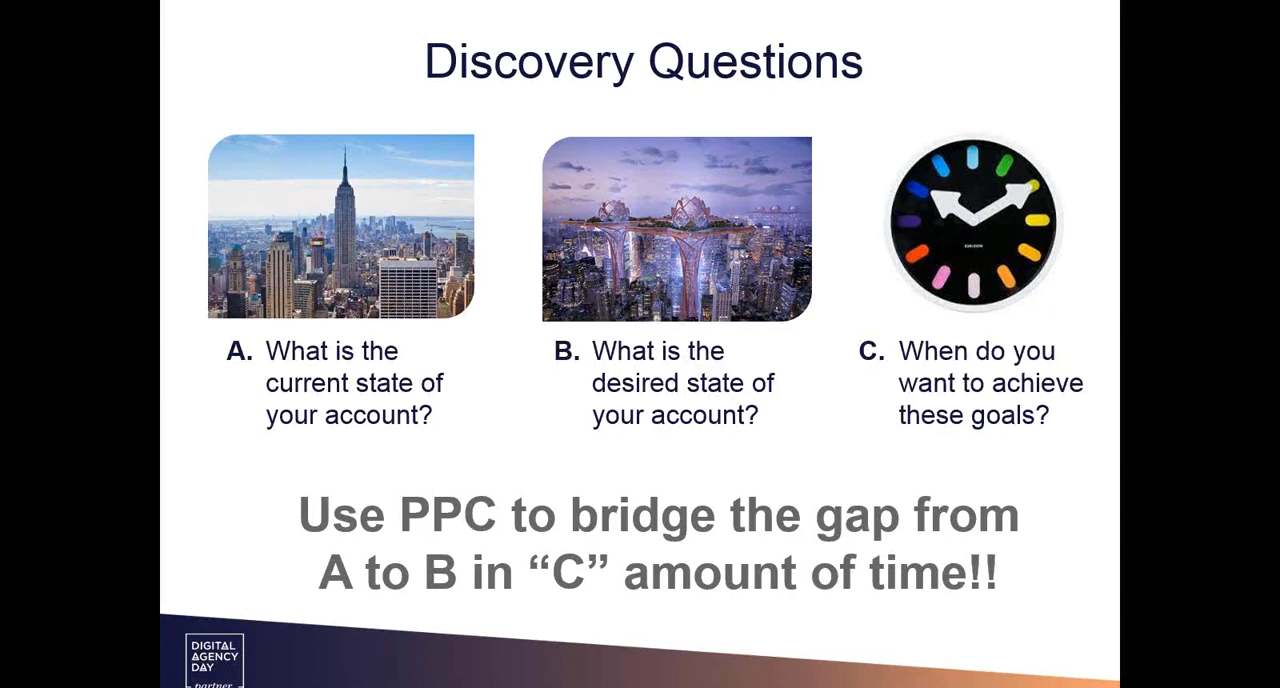 Discovery Questions
A. What is the
current state of
your account?
B. What is the
desired state of
your account?
C. When do you
want to achieve
these goals?
Use PPC to bridge the gap from
A to B in “C” amount of time!!
DIGITAL
AGENCY
DAY
partner